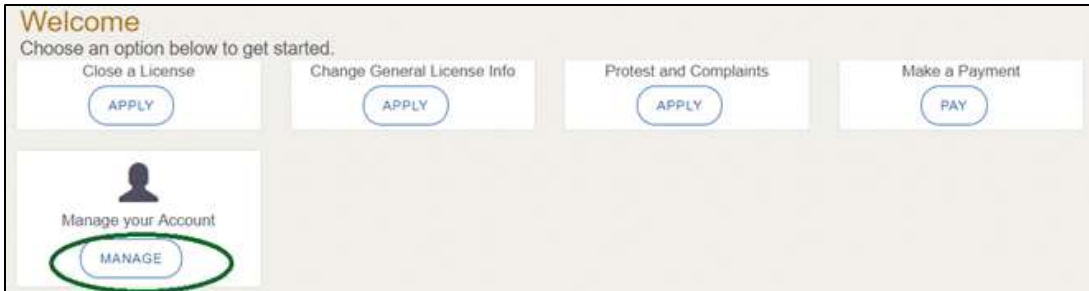 Welcome
Choose an option below to get started.
Close a License
APPLY
Change General License Info
APPLY
Protest and Complaints
APPLY
Make a Payment
PAY
Manage your Account
MANAGE